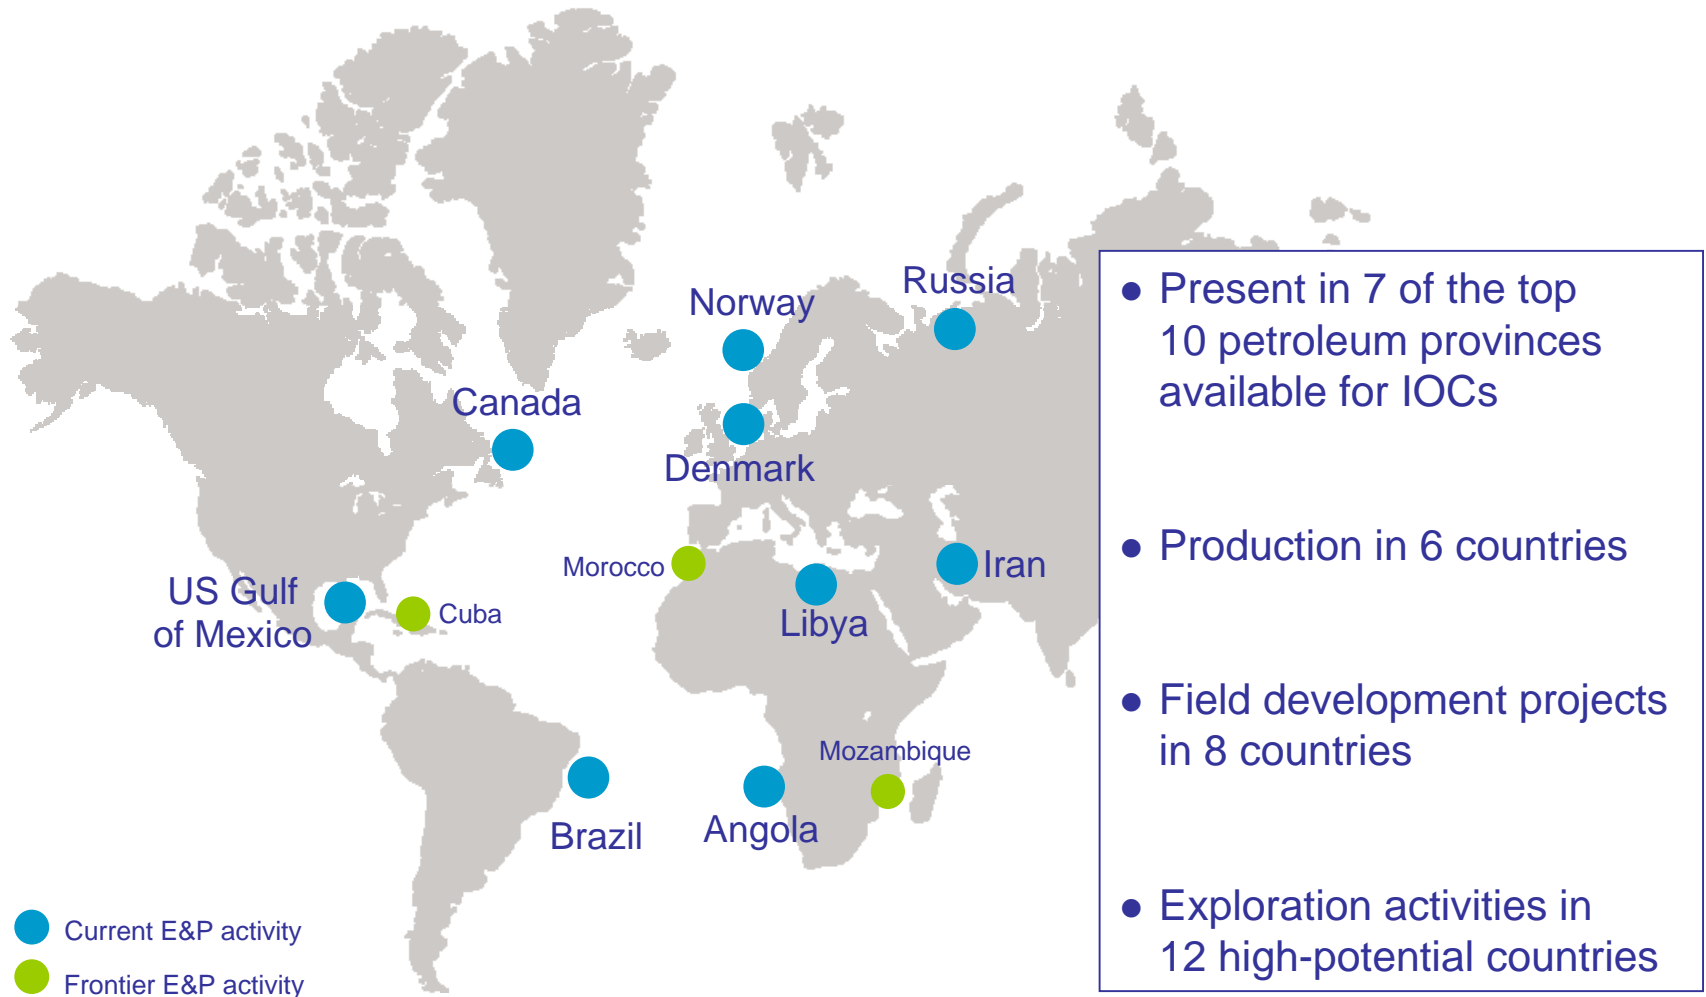 Russia
Norway
Canada
Denmark
Morocco
Iran
US Gulf
of Mexico
Cuba
Libya
Mozambique
Brazil
Angola
Current E&P activity
Frontier E&P activity
● Present in 7 of the top
10 petroleum provinces
available for IOCs
● Production in 6 countries
● Field development projects
in 8 countries
● Exploration activities in
12 high-potential countries